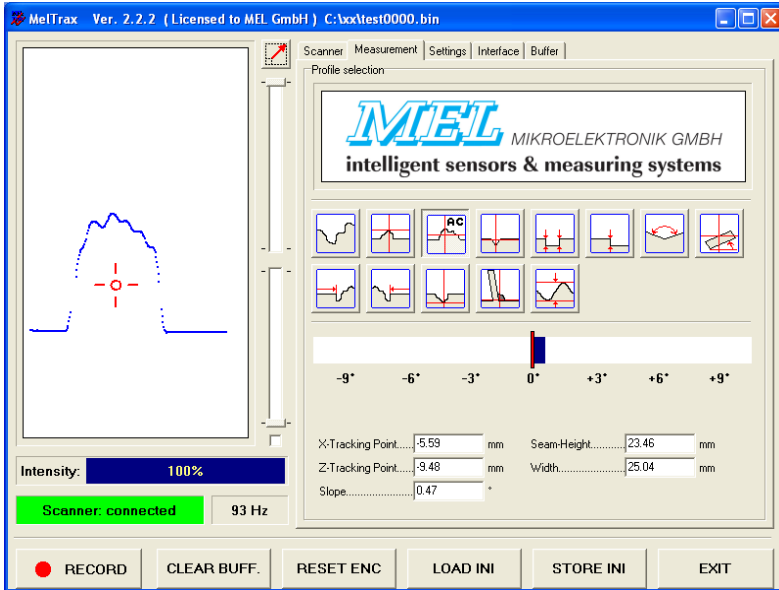 MelTrax Ver. 2.2.2 ( Licensed to MEL GmbH ) C:\xx\test0000.bin
Scanner Measurement Settings Interface Buffer
Profile selection
MEL MIKROELEKTRONIK GMBH
intelligent sensors & measuring systems
AC
-9° -6° -3° 0° +3° +6° +9°
X-Tracking Point.....-5.59 mm Seam-Height..........23.46 mm
Z-Tracking Point.....-9.48 mm Width.....................25.04 mm
Slope.....................0.47 °
Intensity: 100%
Scanner: connected 93 Hz
RECORD CLEAR BUFF. RESET ENC LOAD INI STORE INI EXIT